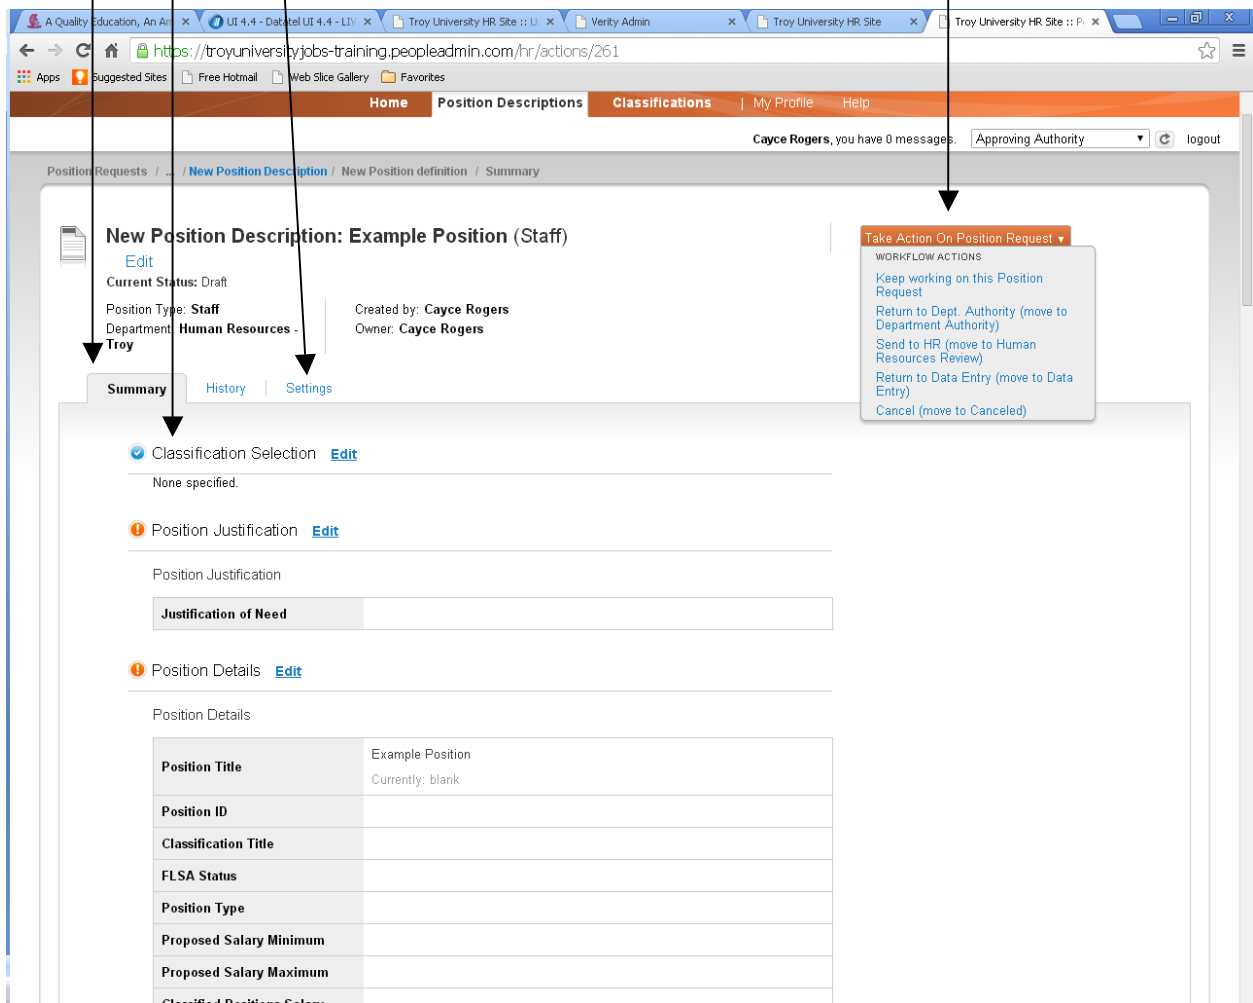 A Quality Education, An Am
UI 4.4 - Datatel UI 4.4 - LIV
Troy University HR Site :: U
Verity Admin
Troy University HR Site
Troy University HR Site :: P
https://troyuniversityjobs-training.peopleadmin.com/hr/actions/261
Apps Suggested Sites Free Hotmail Web Slice Gallery Favorites
Home Position Descriptions Classifications | My Profile Help
Cayce Rogers, you have 0 messages. Approving Authority logout
Position Requests / ... / New Position Description / New Position definition / Summary
New Position Description: Example Position (Staff)
Edit
Current Status: Draft
Position Type: Staff
Department: Human Resources -
Troy
Created by: Cayce Rogers
Owner: Cayce Rogers
Take Action On Position Request
WORKFLOW ACTIONS
Keep working on this Position
Request
Return to Dept. Authority (move to
Department Authority)
Send to HR (move to Human
Resources Review)
Return to Data Entry (move to Data
Entry)
Cancel (move to Canceled)
Summary History Settings
Classification Selection Edit
None specified.
Position Justification Edit
Position Justification
Justification of Need
Position Details Edit
Position Details
Position Title
Example Position
Currently: blank
Position ID
Classification Title
FLSA Status
Position Type
Proposed Salary Minimum
Proposed Salary Maximum
Classified Positions Salary